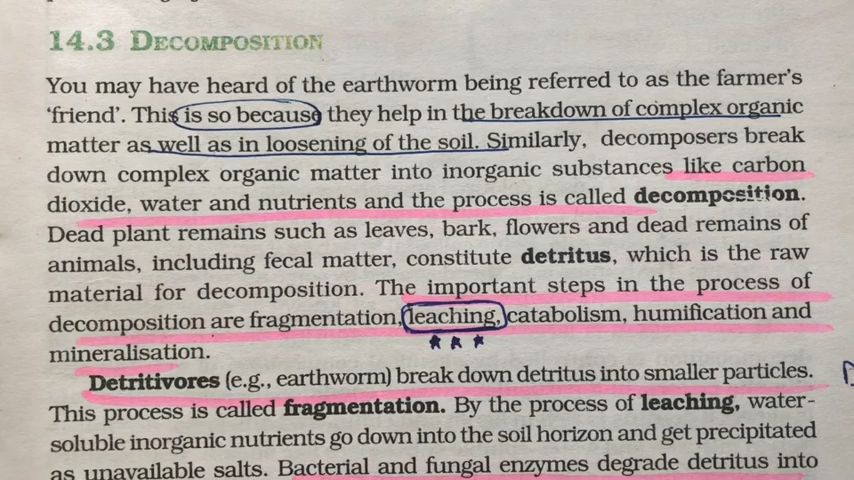 14.3 DECOMPOSITION
You may have heard of the earthworm being referred to as the farmer's
'friend'. This is so because they help in the breakdown of complex organic
matter as well as in loosening of the soil. Similarly, decomposers break
down complex organic matter into inorganic substances like carbon
dioxide, water and nutrients and the process is called decomposition.
Dead plant remains such as leaves, bark, flowers and dead remains of
animals, including fecal matter, constitute detritus, which is the raw
material for decomposition. The important steps in the process of
decomposition are fragmentation, leaching, catabolism, humification and
mineralisation.
Detritivores (e.g., earthworm) break down detritus into smaller particles.
This process is called fragmentation. By the process of leaching, water-
soluble inorganic nutrients go down into the soil horizon and get precipitated
as unavailable salts. Bacterial and fungal enzymes degrade detritus into